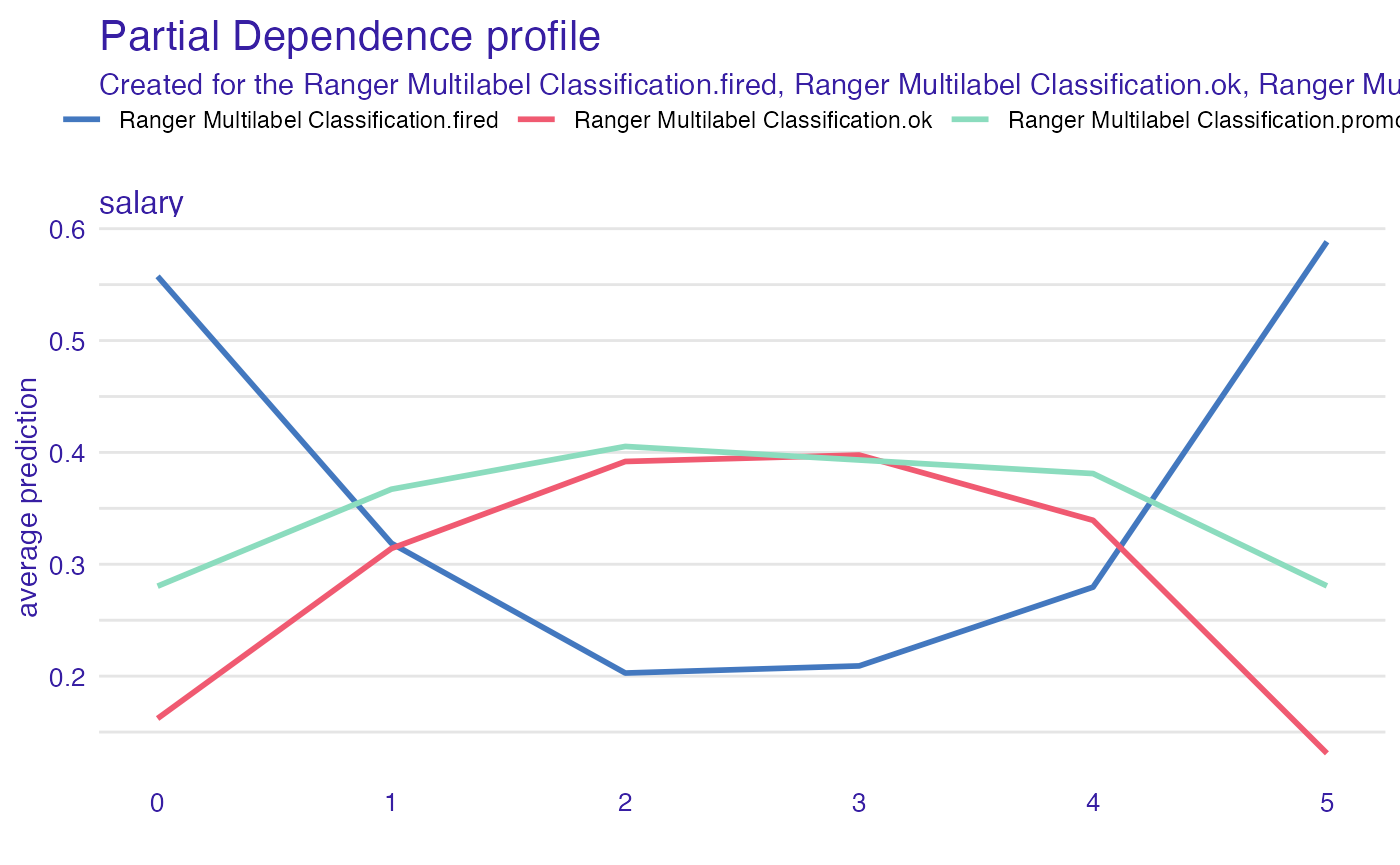 Partial Dependence profile
Created for the Ranger Multilabel Classification.fired, Ranger Multilabel Classification.ok, Ranger Mu
Ranger Multilabel Classification.fired Ranger Multilabel Classification.ok Ranger Multilabel Classification.promo
salary
0.6
0.5
0.4
0.3
0.2
average prediction
0 1 2 3 4 5